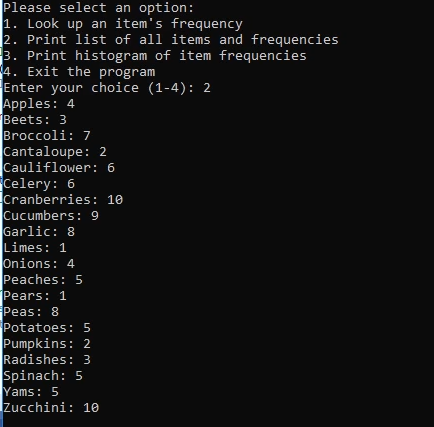 Please select an option:
1. Look up an item's frequency
2. Print list of all items and frequencies
3. Print histogram of item frequencies
4. Exit the program
Enter your choice (1-4): 2
Apples: 4
Beets: 3
Broccoli: 7
Cantaloupe: 2
Cauliflower: 6
Celery: 6
Cranberries: 10
Cucumbers: 9
Garlic: 8
Limes: 1
Onions: 4
Peaches: 5
Pears: 1
Peas: 8
Potatoes: 5
Pumpkins: 2
Radishes: 3
Spinach: 5
Yams: 5
Zucchini: 10